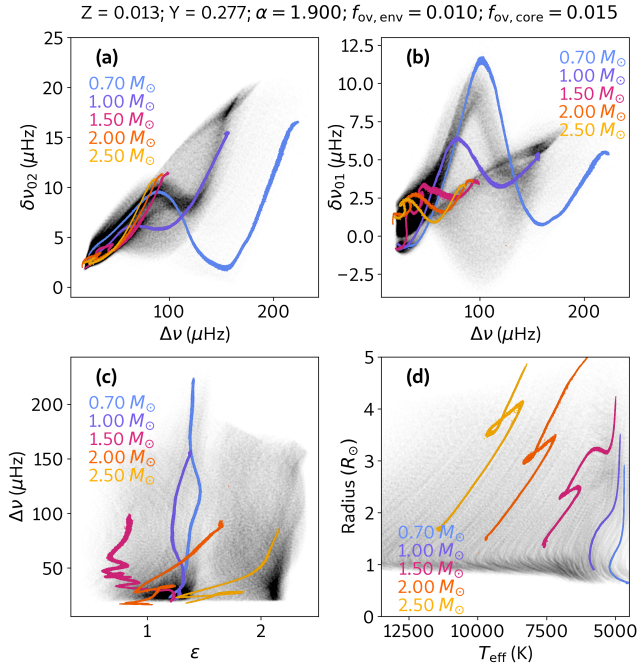 Z = 0.013; Y = 0.277; α = 1.900; f_ov,env = 0.010; f_ov,core = 0.015
(a)
0.70 M⊙
1.00 M⊙
1.50 M⊙
2.00 M⊙
2.50 M⊙
25
20
15
10
5
0
δν02 (μHz)
100
200
Δν (μHz)
(b)
0.70 M⊙
1.00 M⊙
1.50 M⊙
2.00 M⊙
2.50 M⊙
12.5
10.0
7.5
5.0
2.5
0.0
−2.5
δν01 (μHz)
100
200
Δν (μHz)
(c)
0.70 M⊙
1.00 M⊙
1.50 M⊙
2.00 M⊙
2.50 M⊙
200
150
100
50
Δν (μHz)
1
2
ε
(d)
5
4
3
2
1
0
Radius (R⊙)
0.70 M⊙
1.00 M⊙
1.50 M⊙
2.00 M⊙
2.50 M⊙
12500
10000
7500
5000
Teff (K)